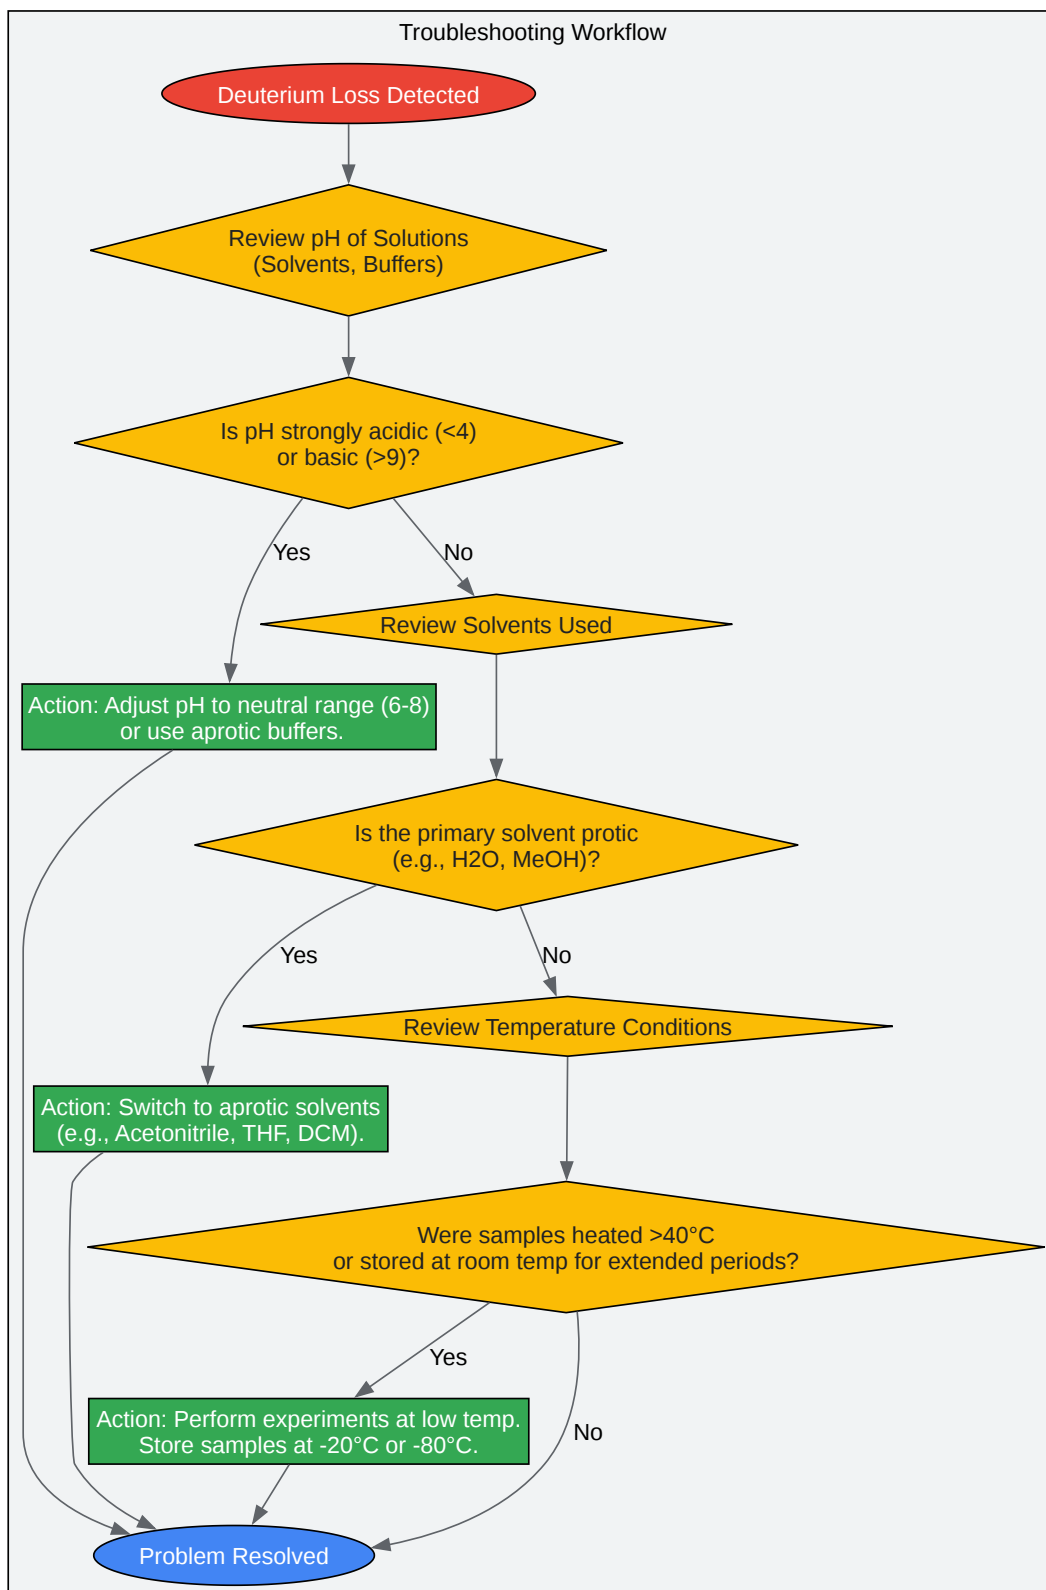 Troubleshooting Workflow
Deuterium Loss Detected
Review pH of Solutions
(Solvents, Buffers)
Is pH strongly acidic (<4)
or basic (>9)?
Yes
No
Review Solvents Used
Action: Adjust pH to neutral range (6-8)
or use aprotic buffers.
Is the primary solvent protic
(e.g., H2O, MeOH)?
Yes
No
Review Temperature Conditions
Action: Switch to aprotic solvents
(e.g., Acetonitrile, THF, DCM).
Were samples heated >40°C
or stored at room temp for extended periods?
Yes
No
Action: Perform experiments at low temp.
Store samples at -20°C or -80°C.
Problem Resolved